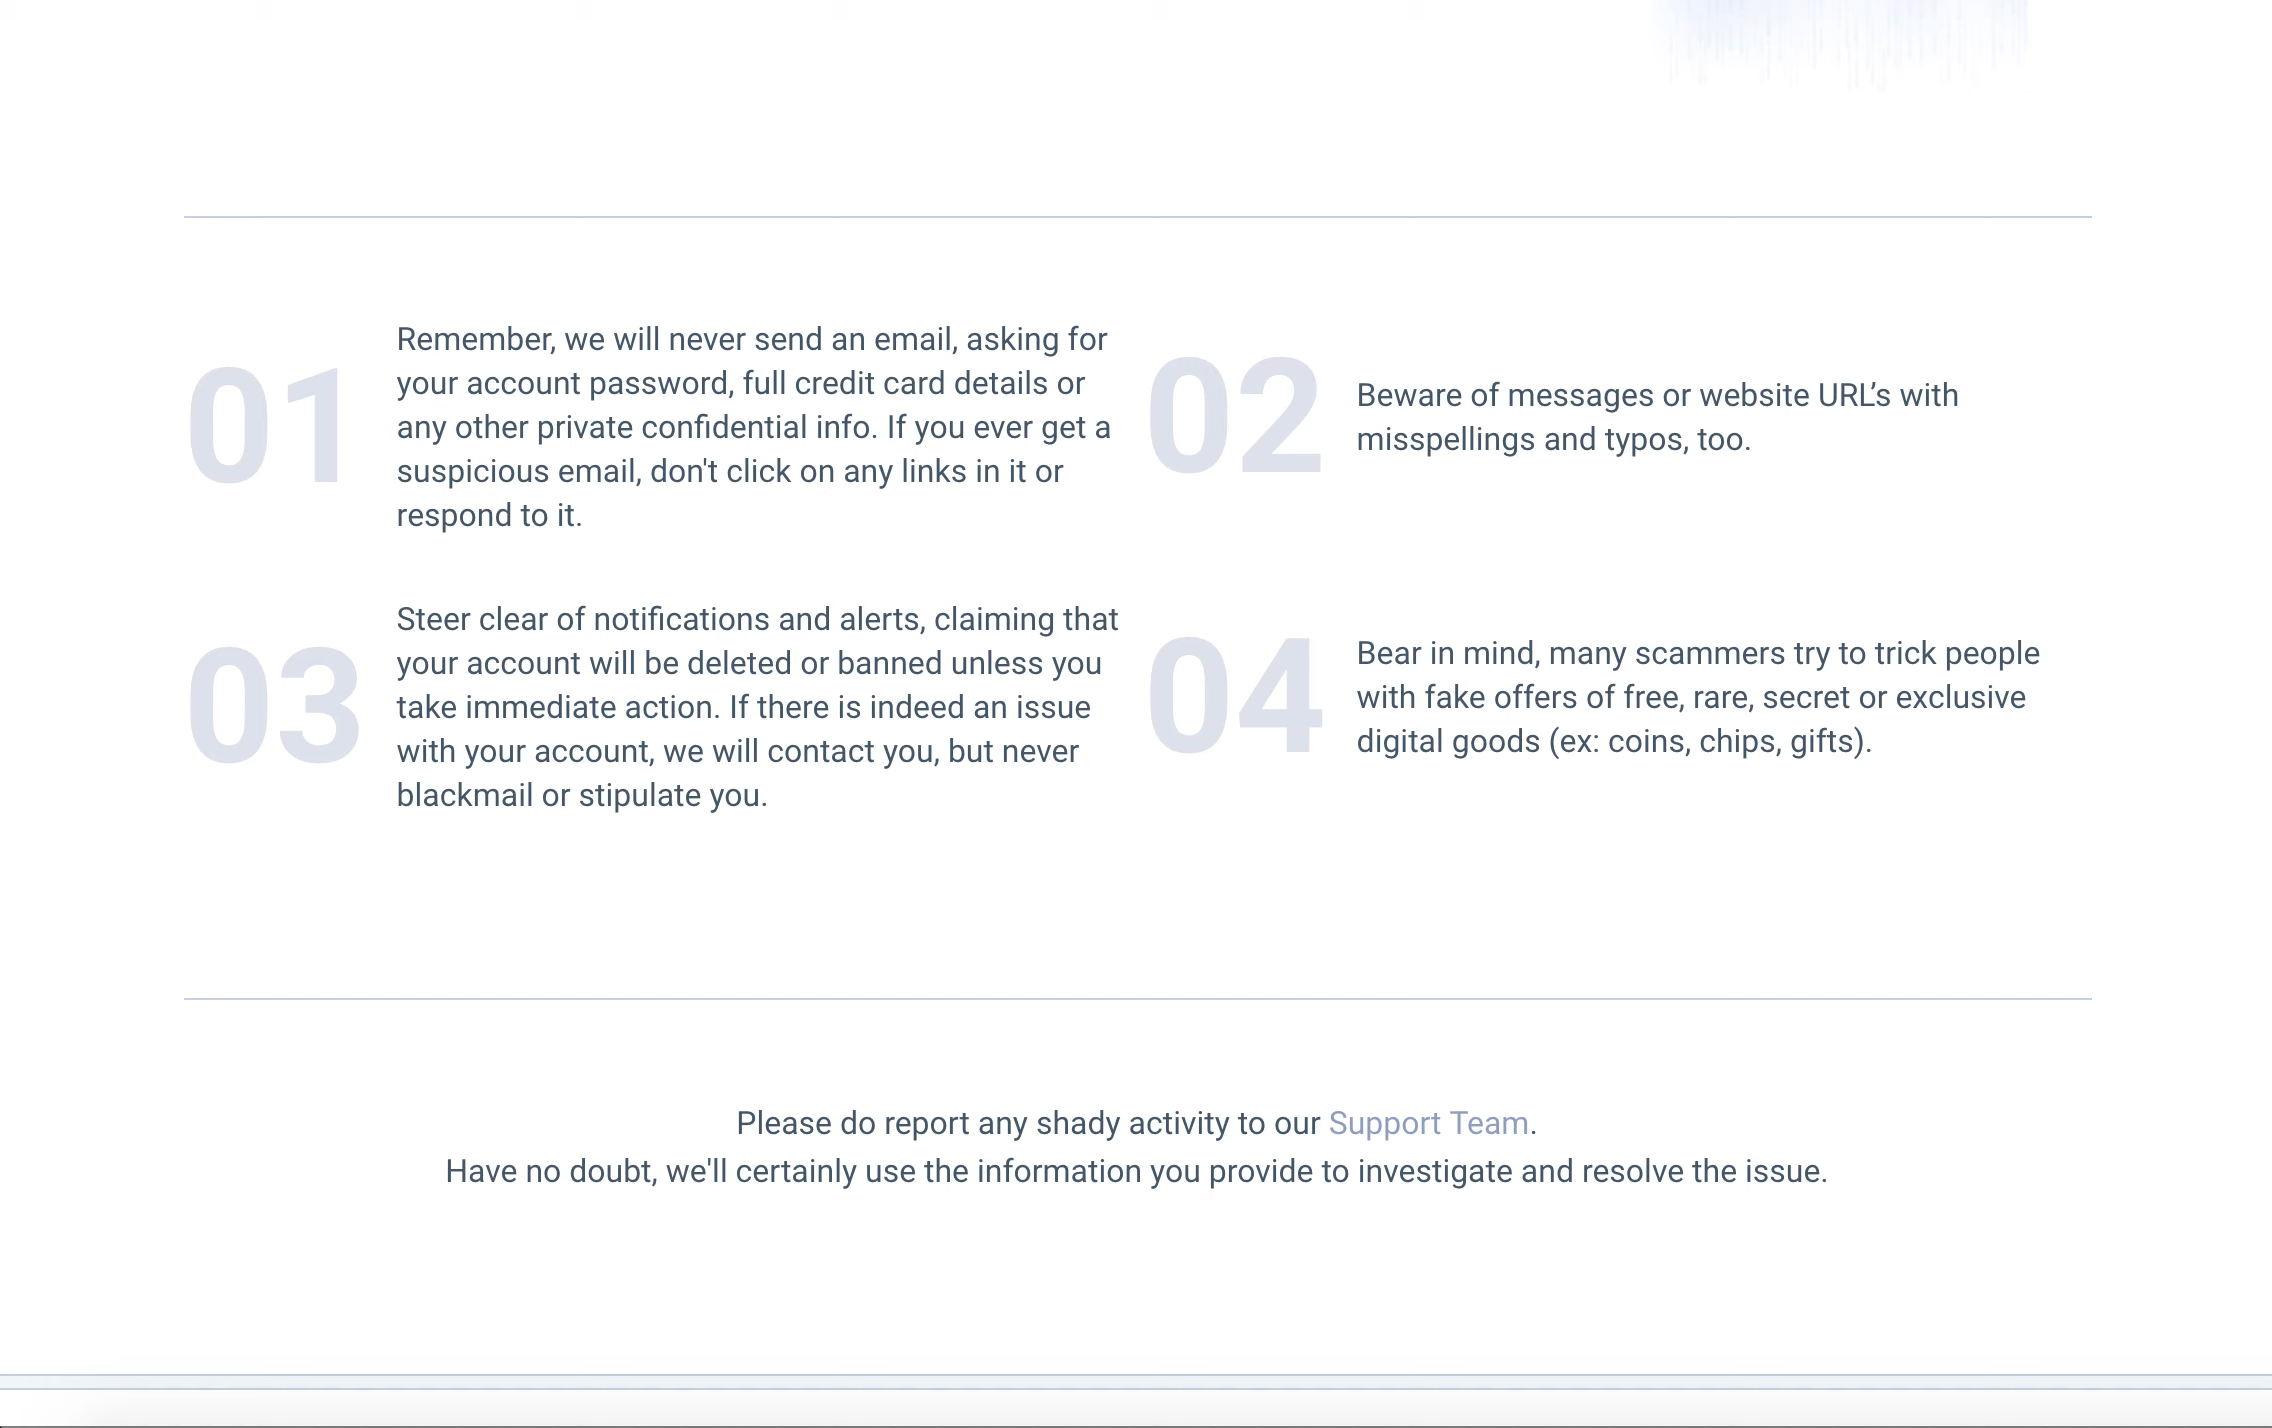 01
Remember, we will never send an email, asking for
your account password, full credit card details or
any other private confidential info. If you ever get a
suspicious email, don't click on any links in it or
respond to it.
02
Beware of messages or website URL’s with
misspellings and typos, too.
03
Steer clear of notifications and alerts, claiming that
your account will be deleted or banned unless you
take immediate action. If there is indeed an issue
with your account, we will contact you, but never
blackmail or stipulate you.
04
Bear in mind, many scammers try to trick people
with fake offers of free, rare, secret or exclusive
digital goods (ex: coins, chips, gifts).
Please do report any shady activity to our Support Team.
Have no doubt, we'll certainly use the information you provide to investigate and resolve the issue.